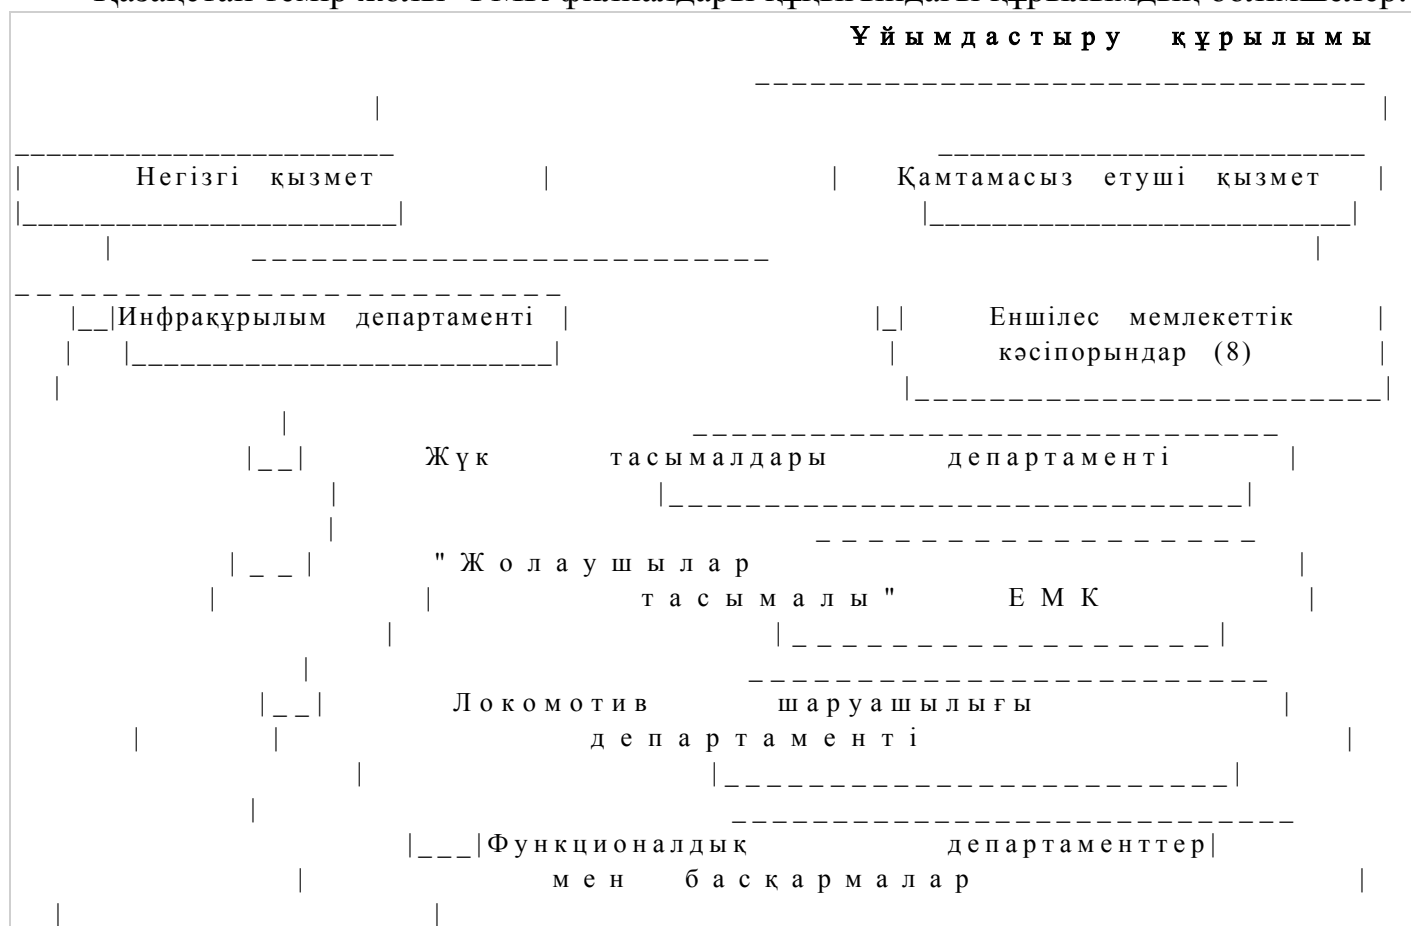 Ұйымдастыру құрылымы
Негізгі қызмет Қамтамасыз етуші қызмет
Инфрақұрылым департаменті Еншілес мемлекеттік
кәсіпорындар (8)
Жүк тасымалдары департаменті
"Жолаушылар
тасымалы" ЕМК
Локомотив шаруашылығы
департаменті
Функционалдық департаменттер
мен басқармалар